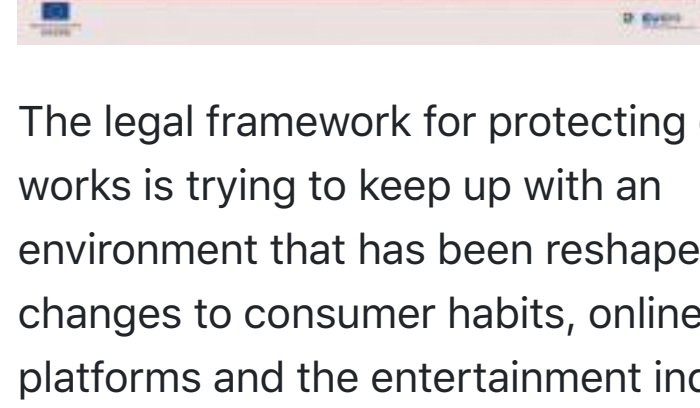 The legal framework for protecting
works is trying to keep up with an
environment that has been reshape
changes to consumer habits, online
platforms and the entertainment ind